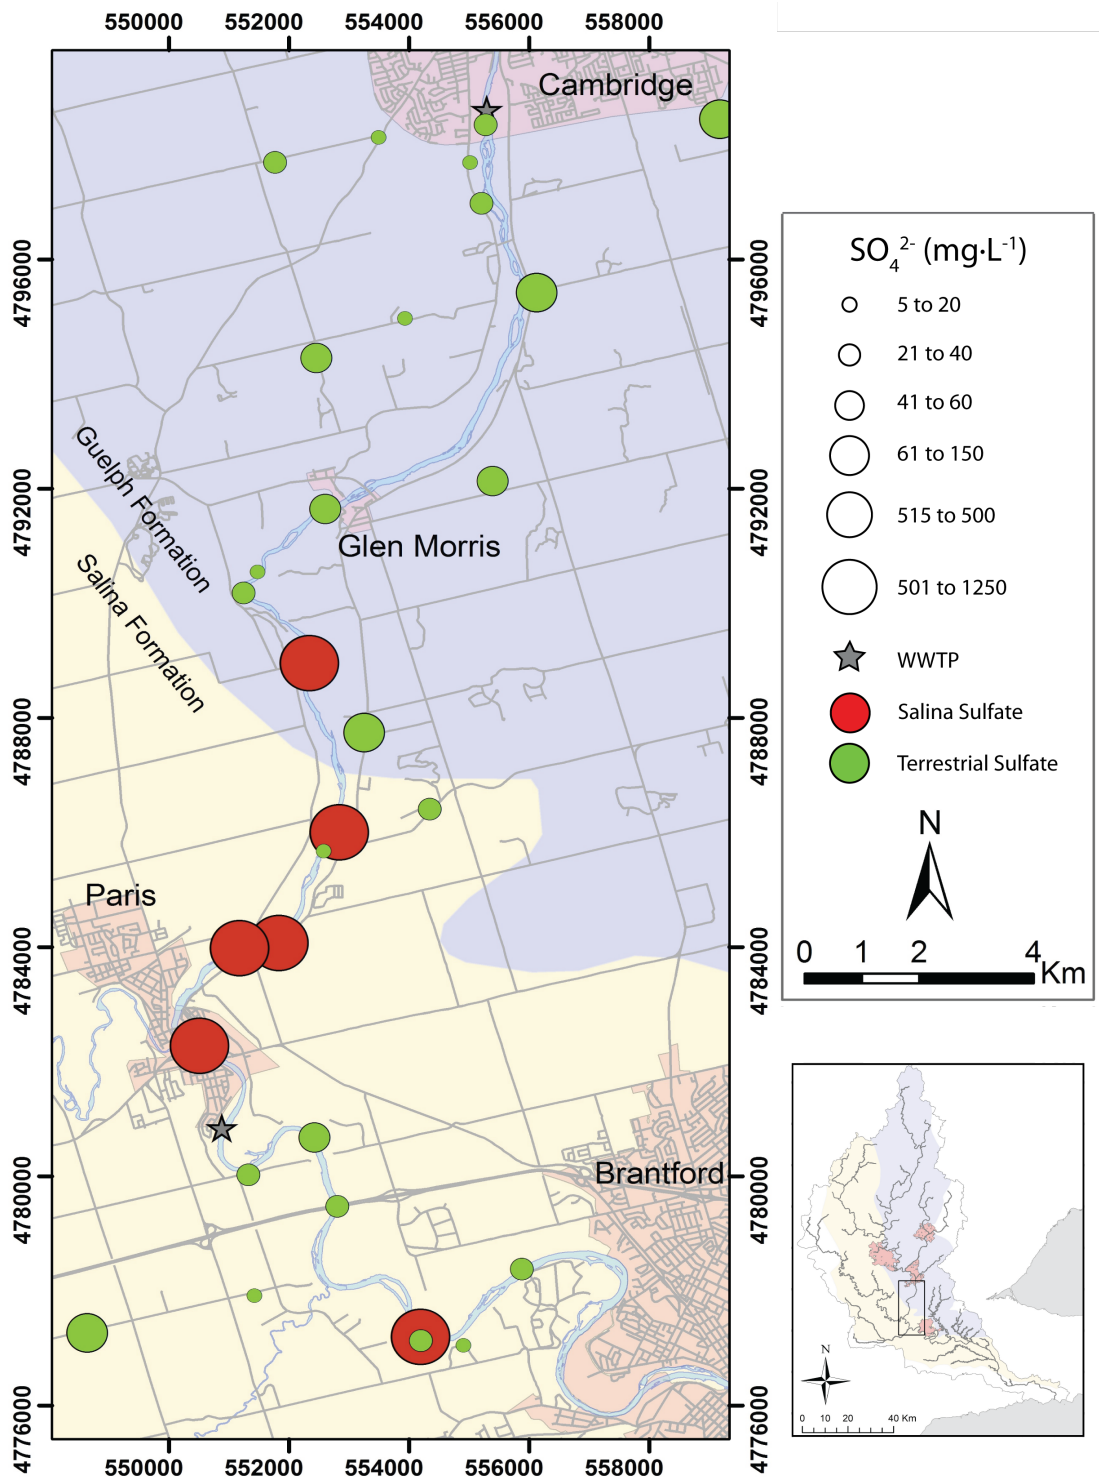 550000 552000 554000 556000 558000
Cambridge
4796000
4796000
Guelph Formation
4792000
4792000
Glen Morris
Salina Formation
4788000
4788000
Paris
4784000
4784000
Brantford
4780000
4780000
4776000
4776000
550000 552000 554000 556000 558000
SO₄²⁻ (mg·L⁻¹)
5 to 20
21 to 40
41 to 60
61 to 150
515 to 500
501 to 1250
WWTP
Salina Sulfate
Terrestrial Sulfate
N
0 1 2 4
Km
N
0 10 20 40 Km